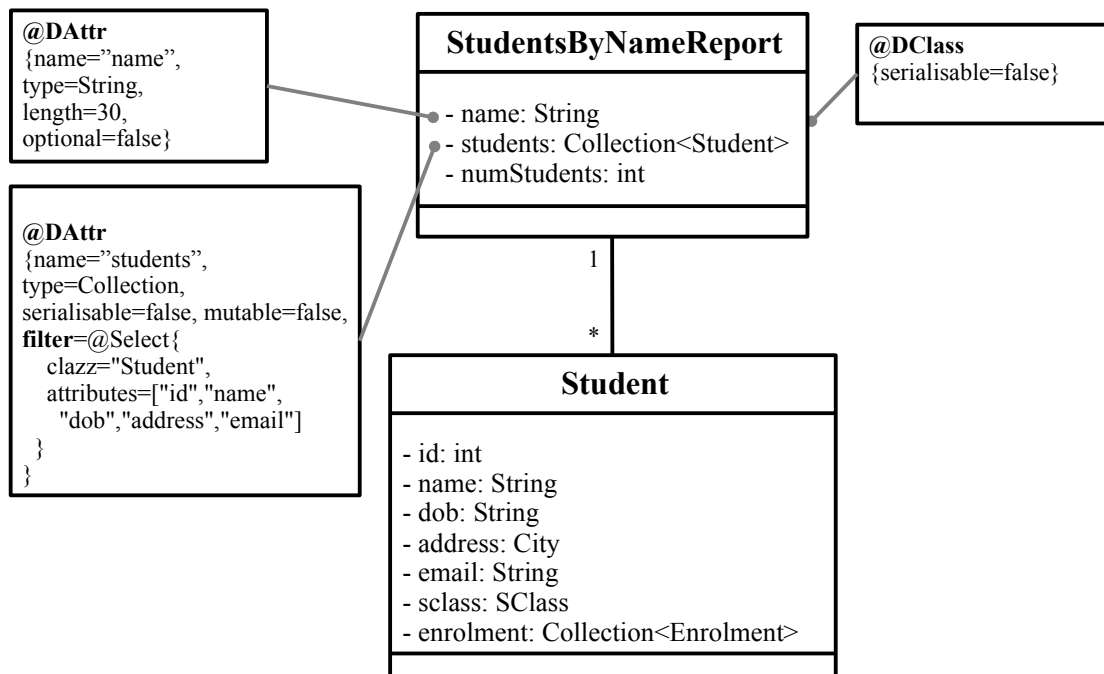 @DAttr
{name=”name”,
type=String,
length=30,
optional=false}
StudentsByNameReport
- name: String
- students: Collection<Student>
- numStudents: int
@DClass
{serialisable=false}
@DAttr
{name=”students”,
type=Collection,
serialisable=false, mutable=false,
filter=@Select{
clazz="Student",
attributes=["id","name",
"dob","address","email"]
}
}
1
*
Student
- id: int
- name: String
- dob: String
- address: City
- email: String
- sclass: SClass
- enrolment: Collection<Enrolment>